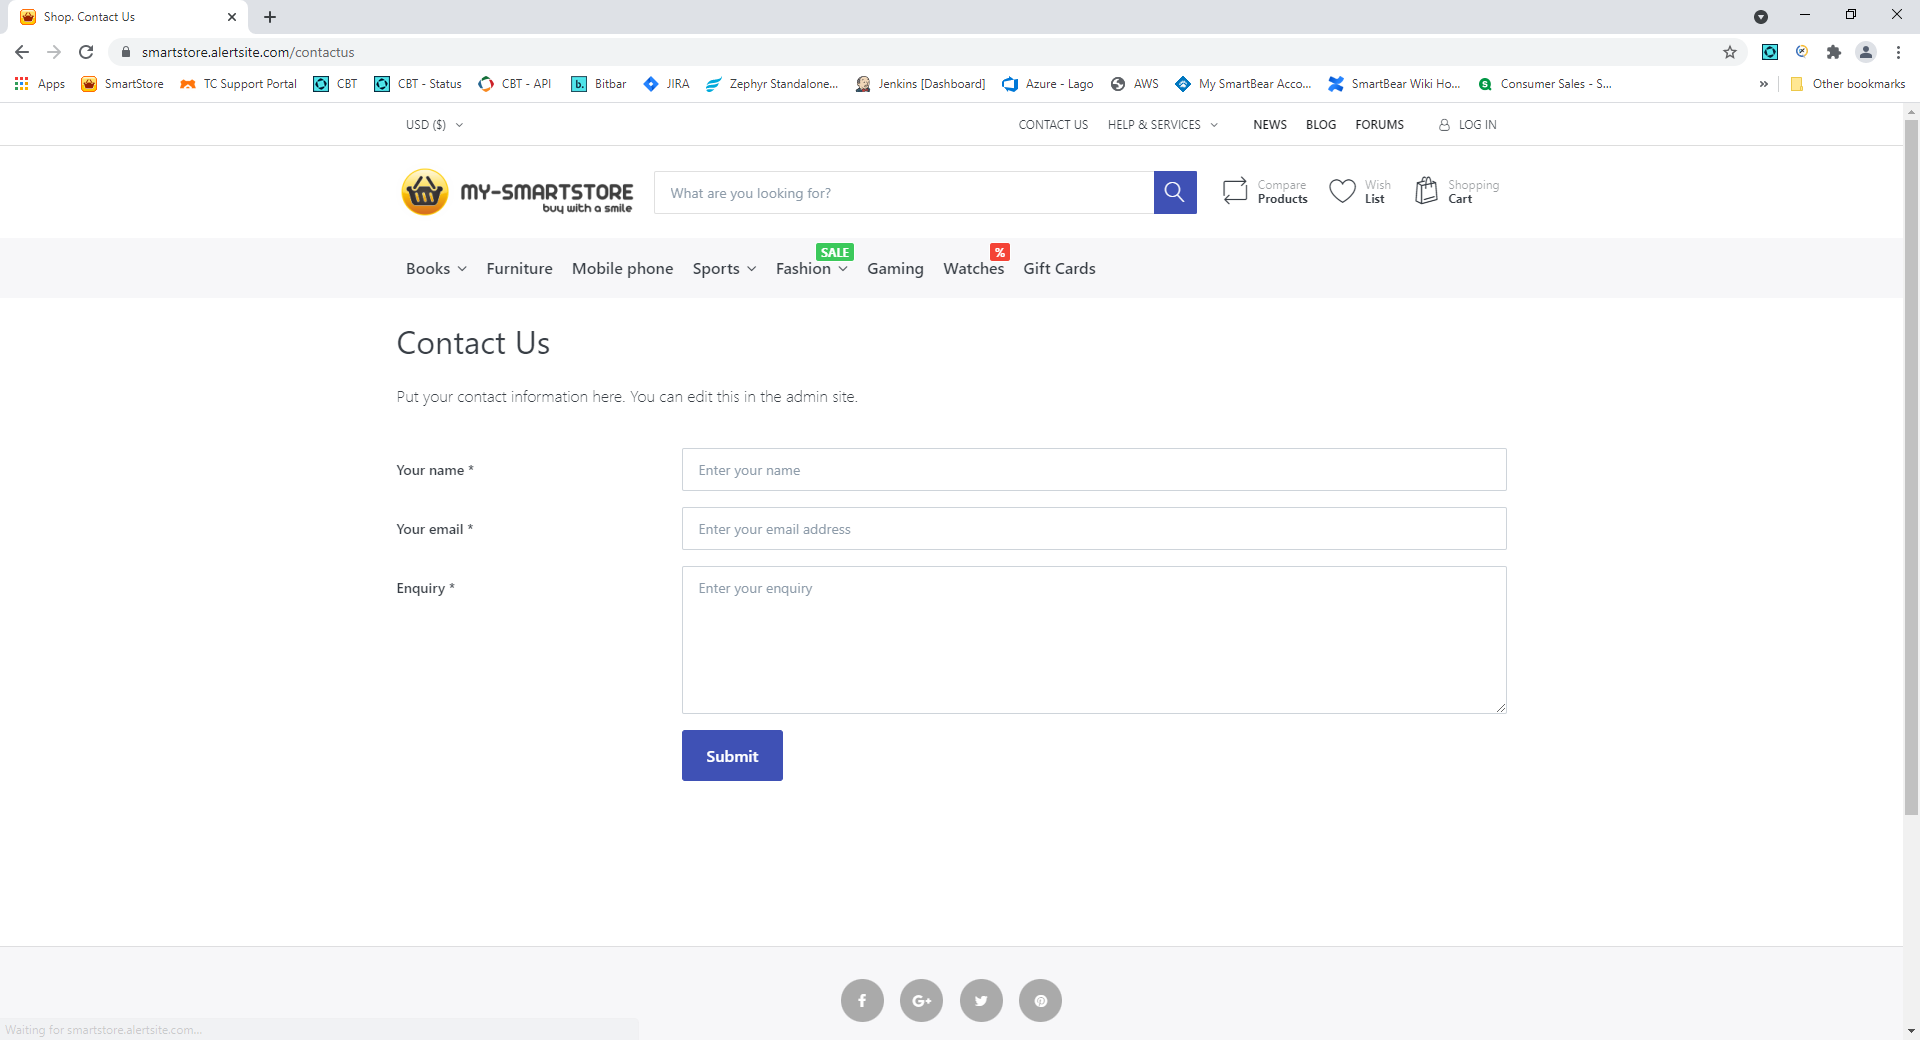 Shop. Contact Us
smartstore.alertsite.com/contactus
Apps SmartStore TC Support Portal CBT CBT - Status CBT - API b. Bitbar JIRA Zephyr Standalone... Jenkins [Dashboard] Azure - Lago AWS My SmartBear Acco... SmartBear Wiki Ho... S Consumer Sales - S... » Other bookmarks
USD ($) CONTACT US HELP & SERVICES NEWS BLOG FORUMS LOG IN
MY-SMARTSTORE
buy with a smile
What are you looking for?
Compare
Products
Wish
List
Shopping
Cart
SALE %
Books Furniture Mobile phone Sports Fashion Gaming Watches Gift Cards
Contact Us
Put your contact information here. You can edit this in the admin site.
Your name * Enter your name
Your email * Enter your email address
Enquiry * Enter your enquiry
Submit
f G+
Waiting for smartstore.alertsite.com...